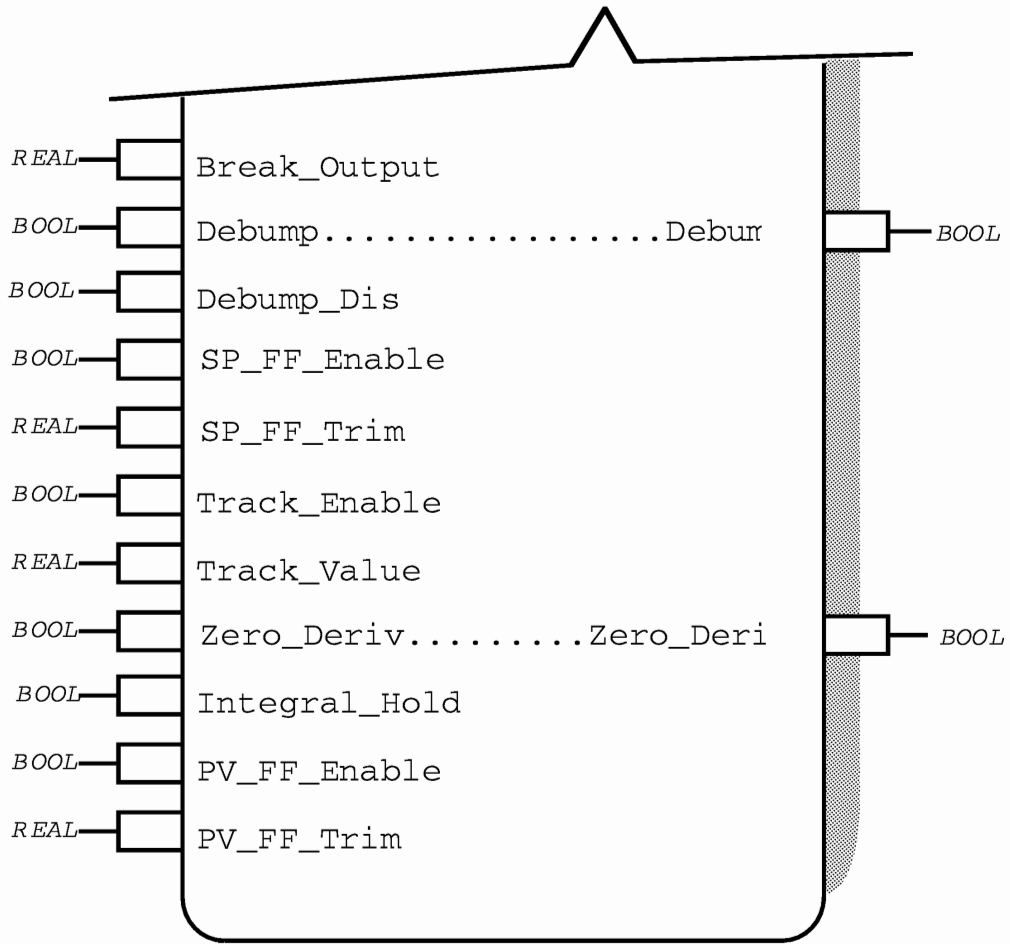 REAL Break_Output
BOOL Debump..................Debum BOOL
BOOL Debump_Dis
BOOL SP_FF_Enable
REAL SP_FF_Trim
BOOL Track_Enable
REAL Track_Value
BOOL Zero_Deriv.........Zero_Deri BOOL
BOOL Integral_Hold
BOOL PV_FF_Enable
REAL PV_FF_Trim